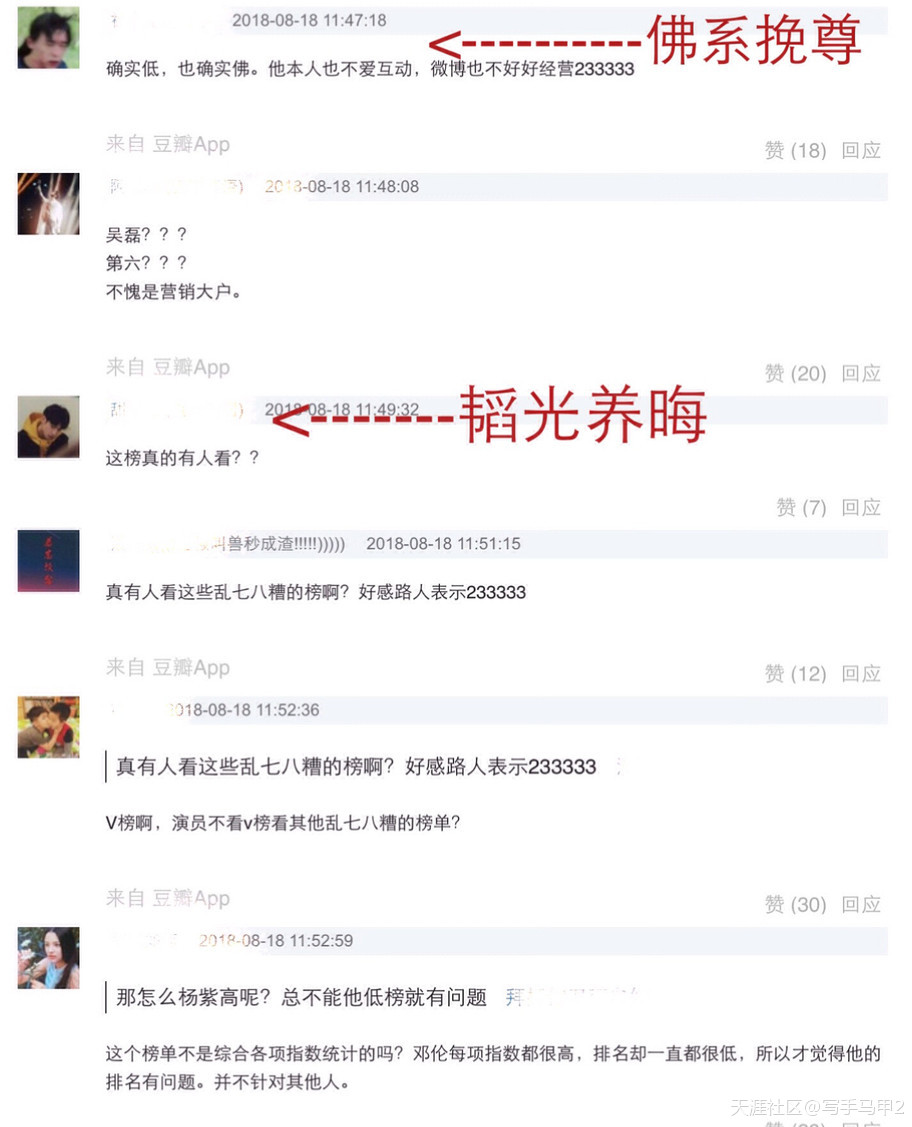 2018-08-18 11:47:18
<----------佛系挽尊
确实低，也确实佛。他本人也不爱互动，微博也不好好经营233333
来自 豆瓣App
赞 (18) 回应
2018-08-18 11:48:08
吴磊？？？
第六？？？
不愧是营销大户。
来自 豆瓣App
赞 (20) 回应
2018-08-18 11:49:32
<-------韬光养晦
这榜真的有人看？？
赞 (7) 回应
兽秒成渣!!!!!))))) 2018-08-18 11:51:15
真有人看这些乱七八糟的榜啊？好感路人表示233333
来自 豆瓣App
赞 (12) 回应
2018-08-18 11:52:36
真有人看这些乱七八糟的榜啊？好感路人表示233333
V榜啊，演员不看v榜看其他乱七八糟的榜单？
来自 豆瓣App
赞 (30) 回应
2018-08-18 11:52:59
那怎么杨紫高呢？总不能他低榜就有问题
这个榜单不是综合各项指数统计的吗？邓伦每项指数都很高，排名却一直都很低，所以才觉得他的
排名有问题。并不针对其他人。
天涯社区@写手马甲2